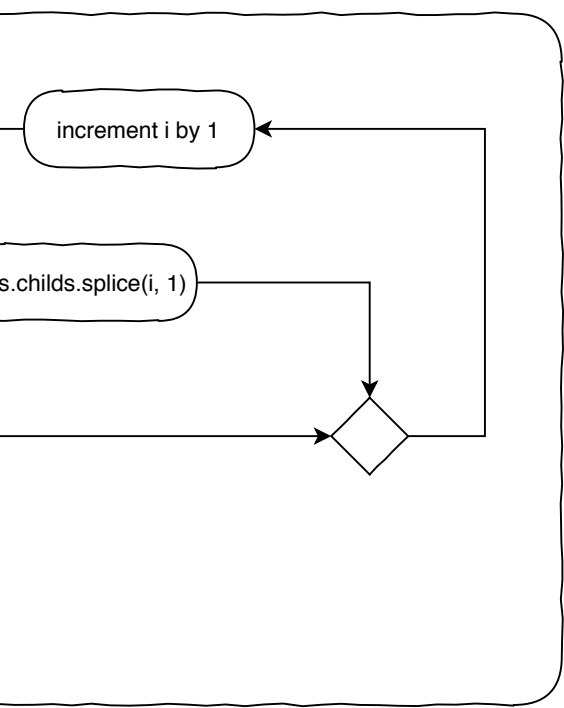 increment i by 1
s.childs.splice(i, 1)